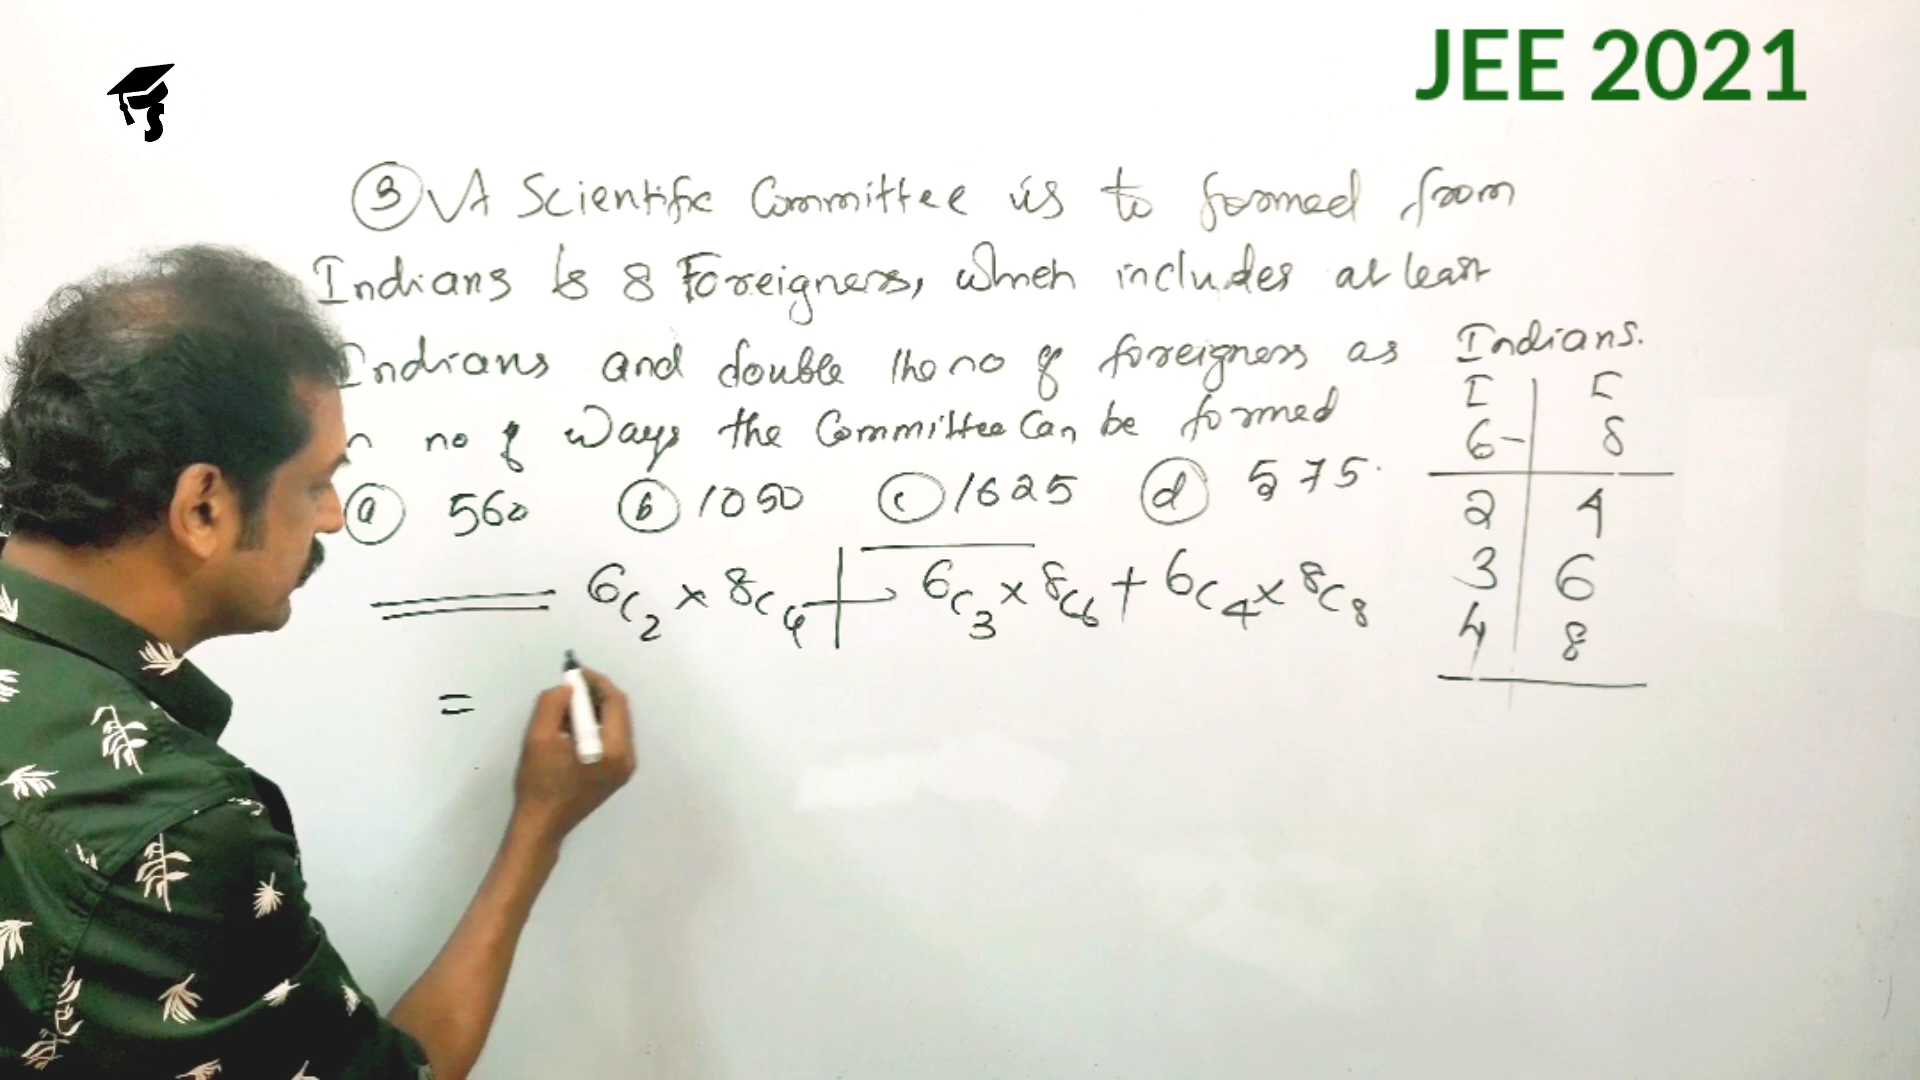 JEE 2021
3 A Scientific Committee is to formed from
Indians & 8 Foreigners, which includes at least
Indians and double the no of foreigners as Indians.
n no of Ways the Committee Can be formed
a 560 b 1050 c 1625 d 575.
I F
6 - 8
2 4
3 6
4 8
6C2 × 8C4 + 6C3 × 8C6 + 6C4 × 8C8
=